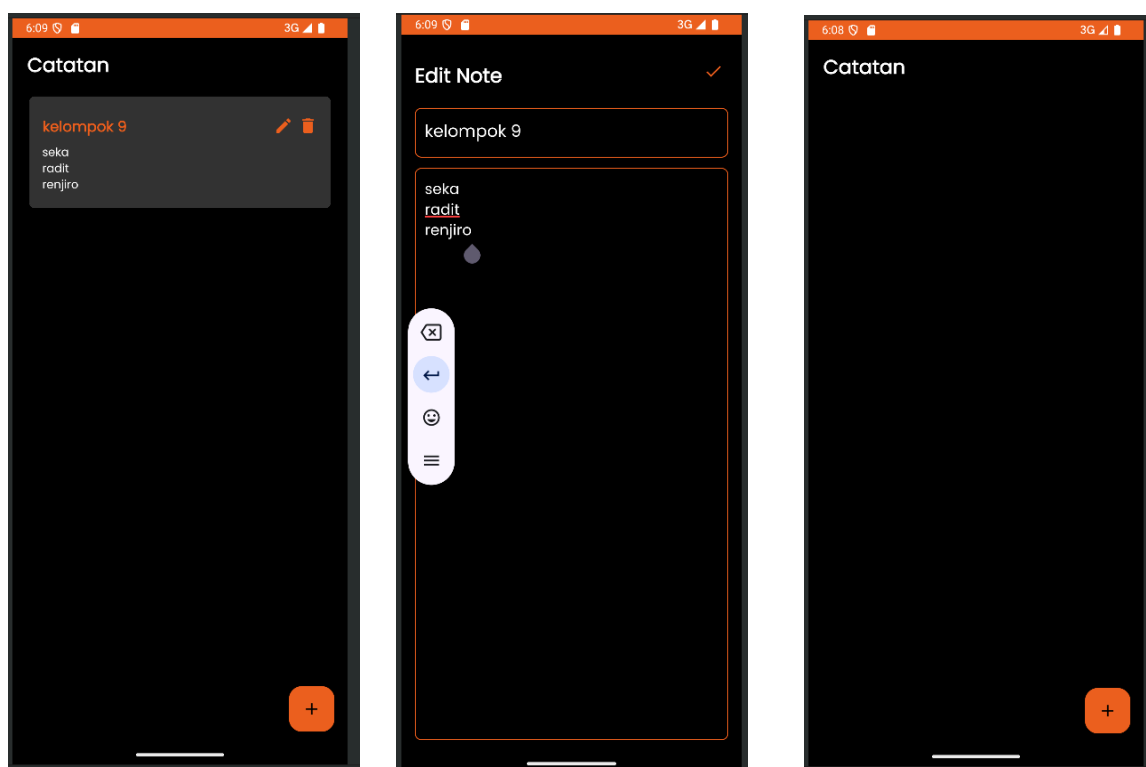 6:09 3G
Catatan
kelompok 9
seka
radit
renjiro
+
6:09 3G
Edit Note
kelompok 9
seka
radit
renjiro
6:08 3G
Catatan
+